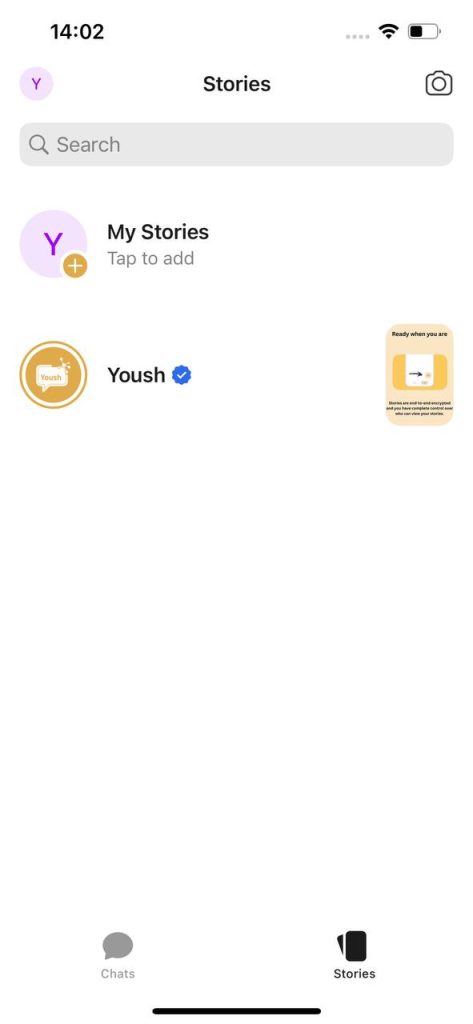 14:02
Y
Stories
Search
Y
My Stories
Tap to add
Yoush
Yoush
Ready when you are
Stories are end-to-end encrypted
and you have complete control over
who can view your stories.
Chats
Stories